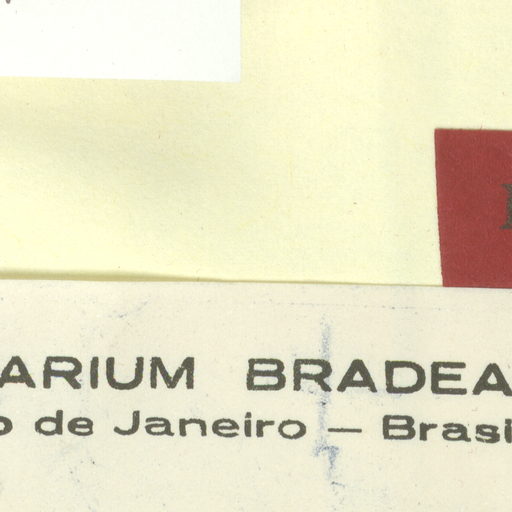 ARIUM BRADEA
o de Janeiro — Brasi